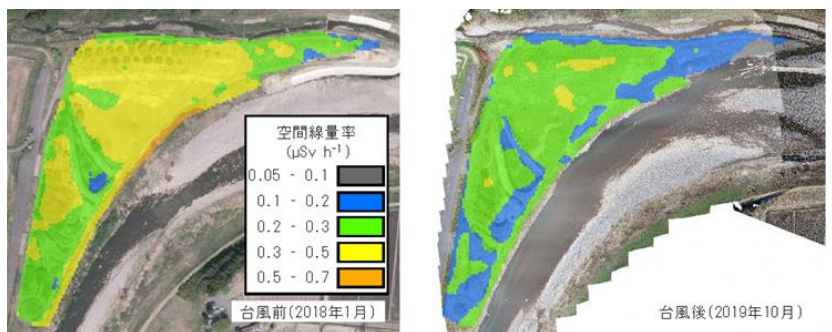 空間線量率
(μSv h⁻¹)
0.05 - 0.1
0.1 - 0.2
0.2 - 0.3
0.3 - 0.5
0.5 - 0.7
台風前(2018年1月)
台風後(2019年10月)